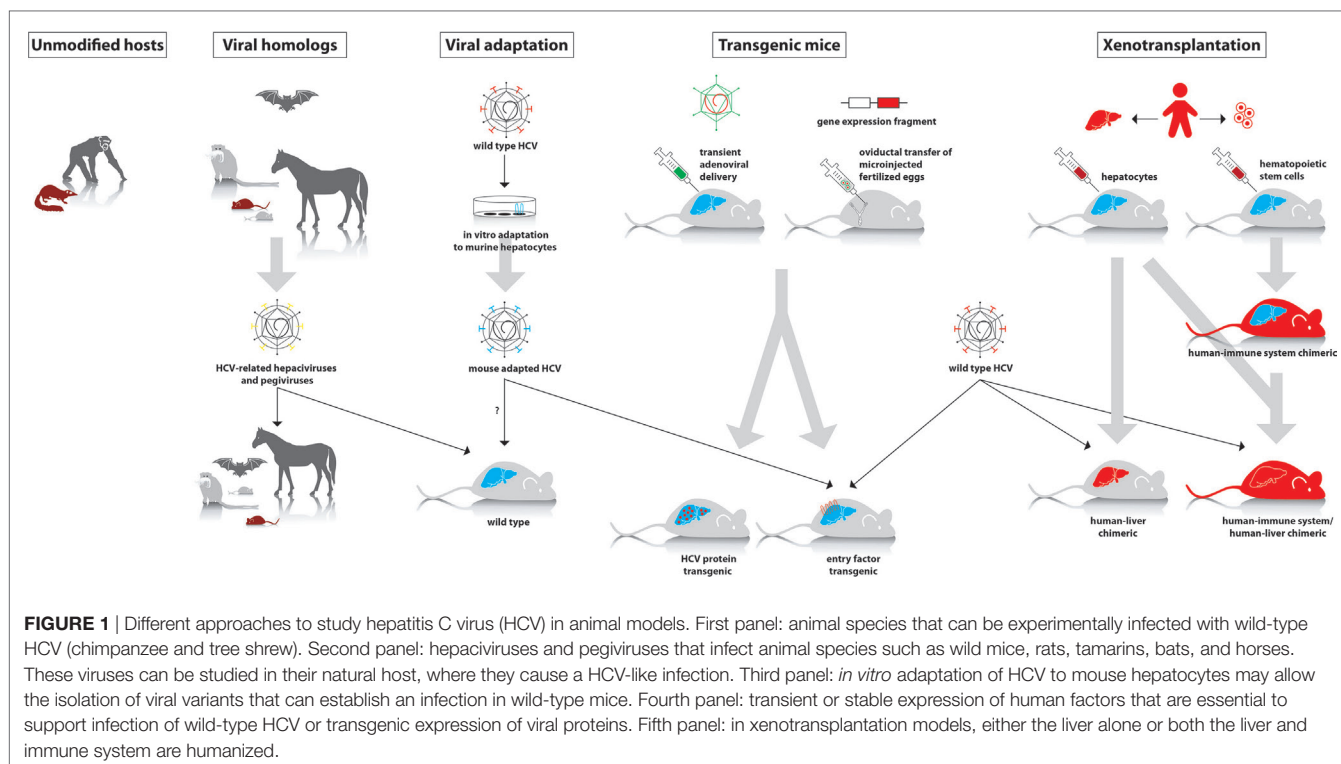 Unmodified hosts
Viral homologs
Viral adaptation
Transgenic mice
Xenotransplantation
wild type HCV
in vitro adaptation
to murine hepatocytes
gene expression fragment
transient
adenoviral
delivery
oviductal transfer of
microinjected
fertilized eggs
hepatocytes
hematopoietic
stem cells
HCV-related hepaciviruses
and pegiviruses
mouse adapted HCV
?
wild type HCV
human-immune system chimeric
wild type
HCV protein
transgenic
entry factor
transgenic
human-liver
chimeric
human-immune system/
human-liver chimeric
FIGURE 1 | Different approaches to study hepatitis C virus (HCV) in animal models. First panel: animal species that can be experimentally infected with wild-type
HCV (chimpanzee and tree shrew). Second panel: hepaciviruses and pegiviruses that infect animal species such as wild mice, rats, tamarins, bats, and horses.
These viruses can be studied in their natural host, where they cause a HCV-like infection. Third panel: in vitro adaptation of HCV to mouse hepatocytes may allow
the isolation of viral variants that can establish an infection in wild-type mice. Fourth panel: transient or stable expression of human factors that are essential to
support infection of wild-type HCV or transgenic expression of viral proteins. Fifth panel: in xenotransplantation models, either the liver alone or both the liver and
immune system are humanized.